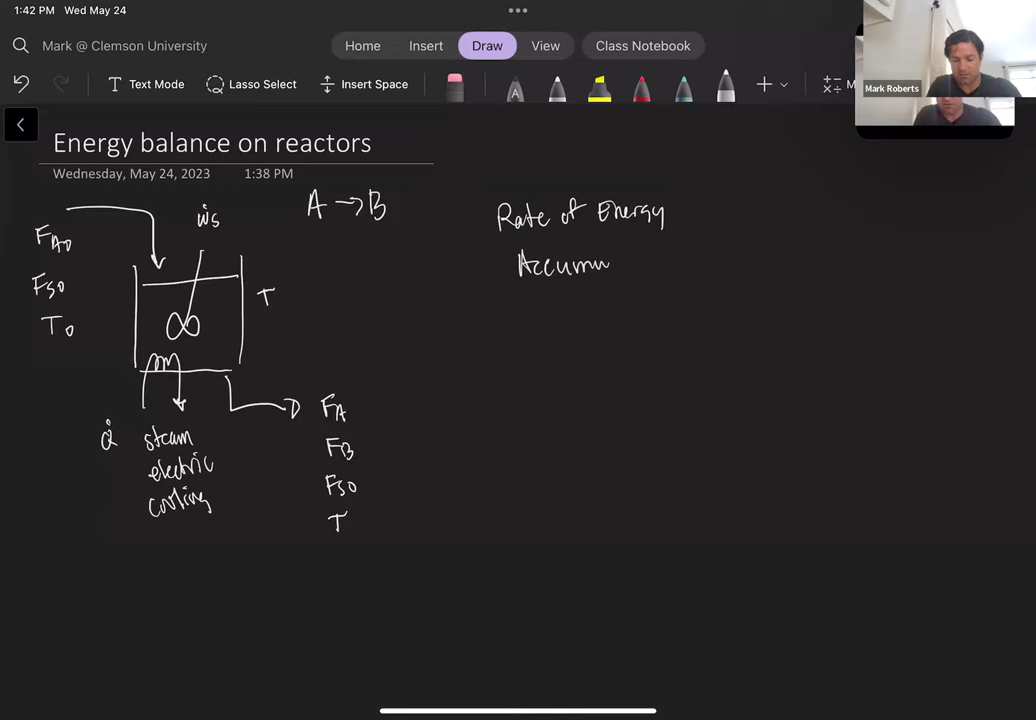 1:42 PM Wed May 24
Mark @ Clemson University
Home Insert Draw View Class Notebook
Text Mode Lasso Select Insert Space A M
Mark Roberts
Energy balance on reactors
Wednesday, May 24, 2023 1:38 PM
A → B
Ẇs
Rate of Energy
Accumu
FA0
FS0
T0
T
Q̇
steam
electric
cooling
FA
FB
FS0
T